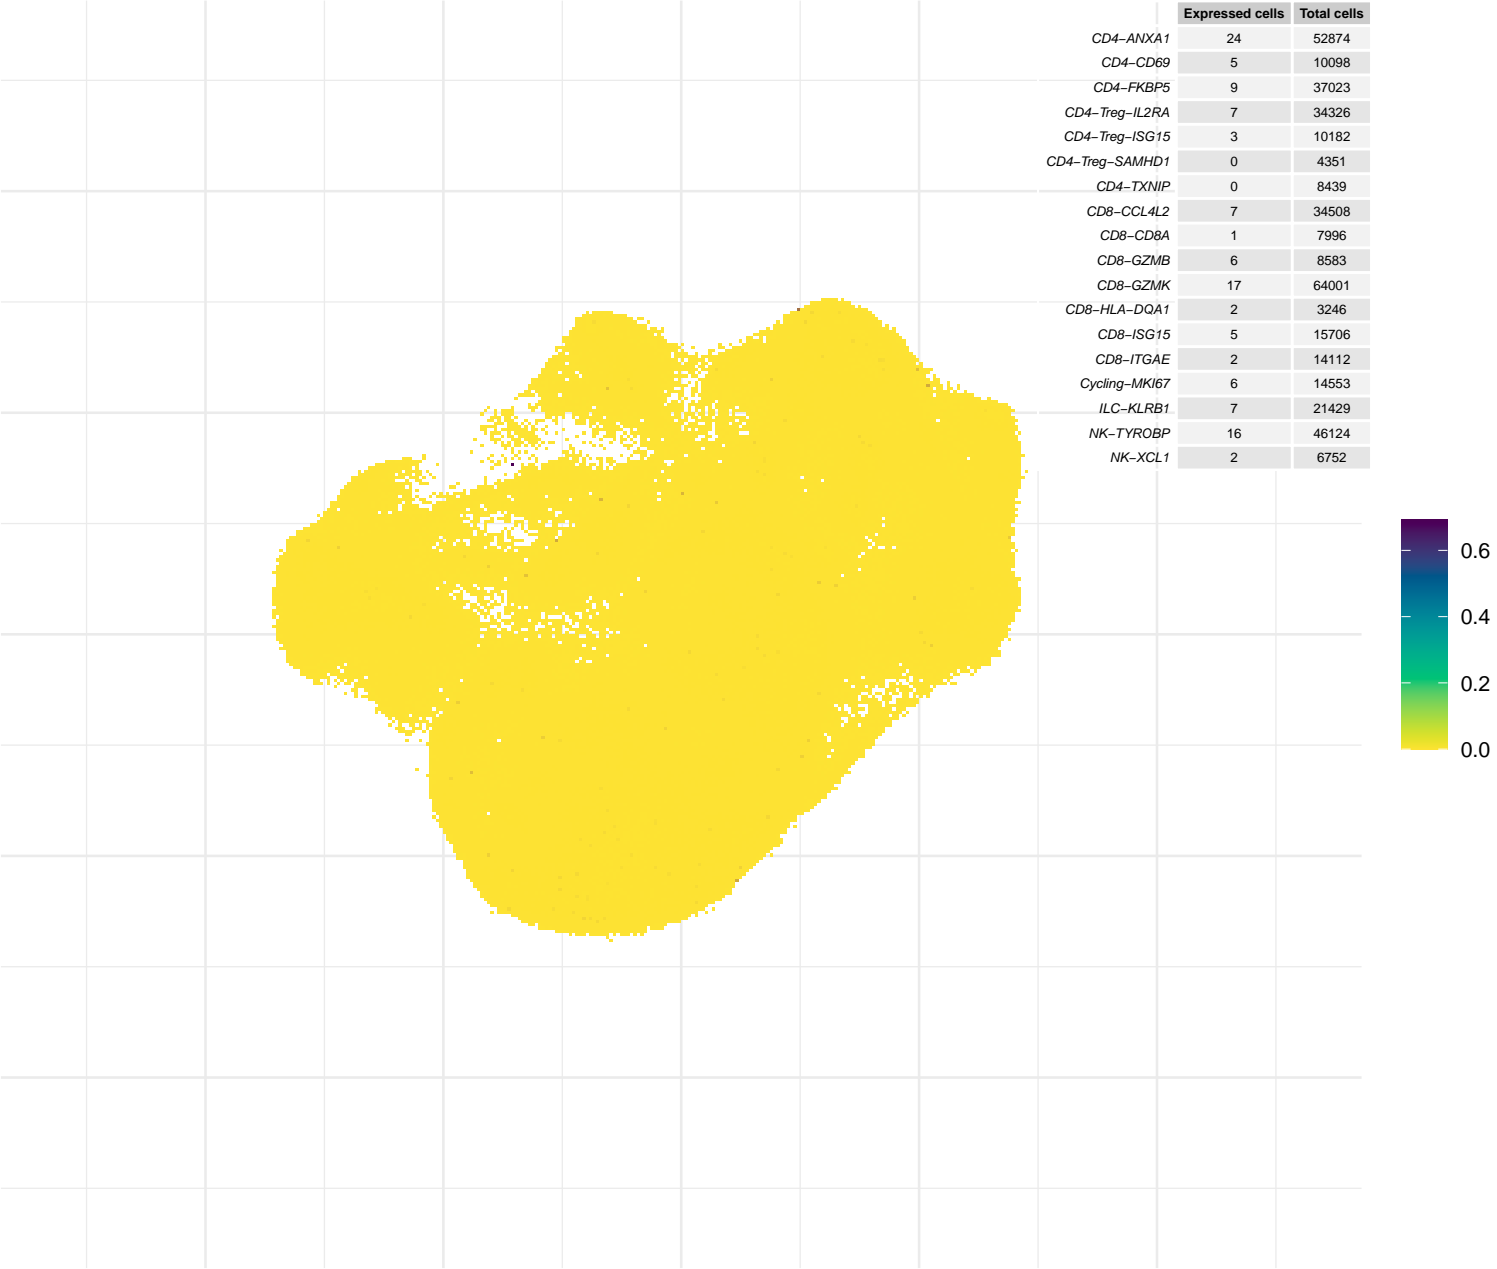 Expressed cells Total cells
CD4−ANXA1 24 52874
CD4−CD69 5 10098
CD4−FKBP5 9 37023
CD4−Treg−IL2RA 7 34326
CD4−Treg−ISG15 3 10182
CD4−Treg−SAMHD1 0 4351
CD4−TXNIP 0 8439
CD8−CCL4L2 7 34508
CD8−CD8A 1 7996
CD8−GZMB 6 8583
CD8−GZMK 17 64001
CD8−HLA−DQA1 2 3246
CD8−ISG15 5 15706
CD8−ITGAE 2 14112
Cycling−MKI67 6 14553
ILC−KLRB1 7 21429
NK−TYROBP 16 46124
NK−XCL1 2 6752
0.6
0.4
0.2
0.0